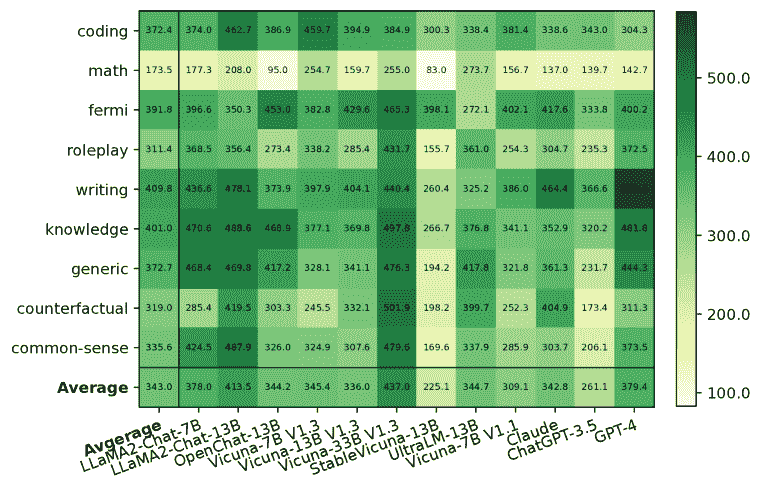 coding 372.4 374.0 462.7 386.9 459.7 394.9 384.9 300.3 338.4 381.4 338.6 343.0 304.3
math 173.5 177.3 208.0 95.0 254.7 159.7 255.0 83.0 273.7 156.7 137.0 139.7 142.7
fermi 391.8 396.6 350.3 453.0 382.8 429.6 465.3 398.1 272.1 402.1 417.6 333.8 400.2
roleplay 311.4 368.5 356.4 273.4 338.2 285.4 431.7 155.7 361.0 254.3 304.7 235.3 372.5
writing 409.8 436.6 478.1 373.9 397.9 404.1 440.4 260.4 325.2 386.0 464.4 366.6
knowledge 401.0 470.6 488.6 468.9 377.1 369.8 497.8 266.7 376.8 341.1 352.9 320.2 481.8
generic 372.7 468.4 469.8 417.2 328.1 341.1 476.3 194.2 417.8 321.8 361.3 231.7 444.3
counterfactual 319.0 285.4 419.5 303.3 245.5 332.1 501.9 198.2 399.7 252.3 404.9 173.4 311.3
common-sense 335.6 424.5 487.9 326.0 324.9 307.6 479.6 169.6 337.9 285.9 303.7 206.1 373.5
Average 343.0 378.0 413.5 344.2 345.4 336.0 437.0 225.1 344.7 309.1 342.8 261.1 379.4
Avgerage
LLaMA2-Chat-7B
LLaMA2-Chat-13B
OpenChat-13B
Vicuna-7B V1.3
Vicuna-13B V1.3
Vicuna-33B V1.3
StableVicuna-13B
UltraLM-13B
Vicuna-7B V1.1
Claude
ChatGPT-3.5
GPT-4
500.0
400.0
300.0
200.0
100.0